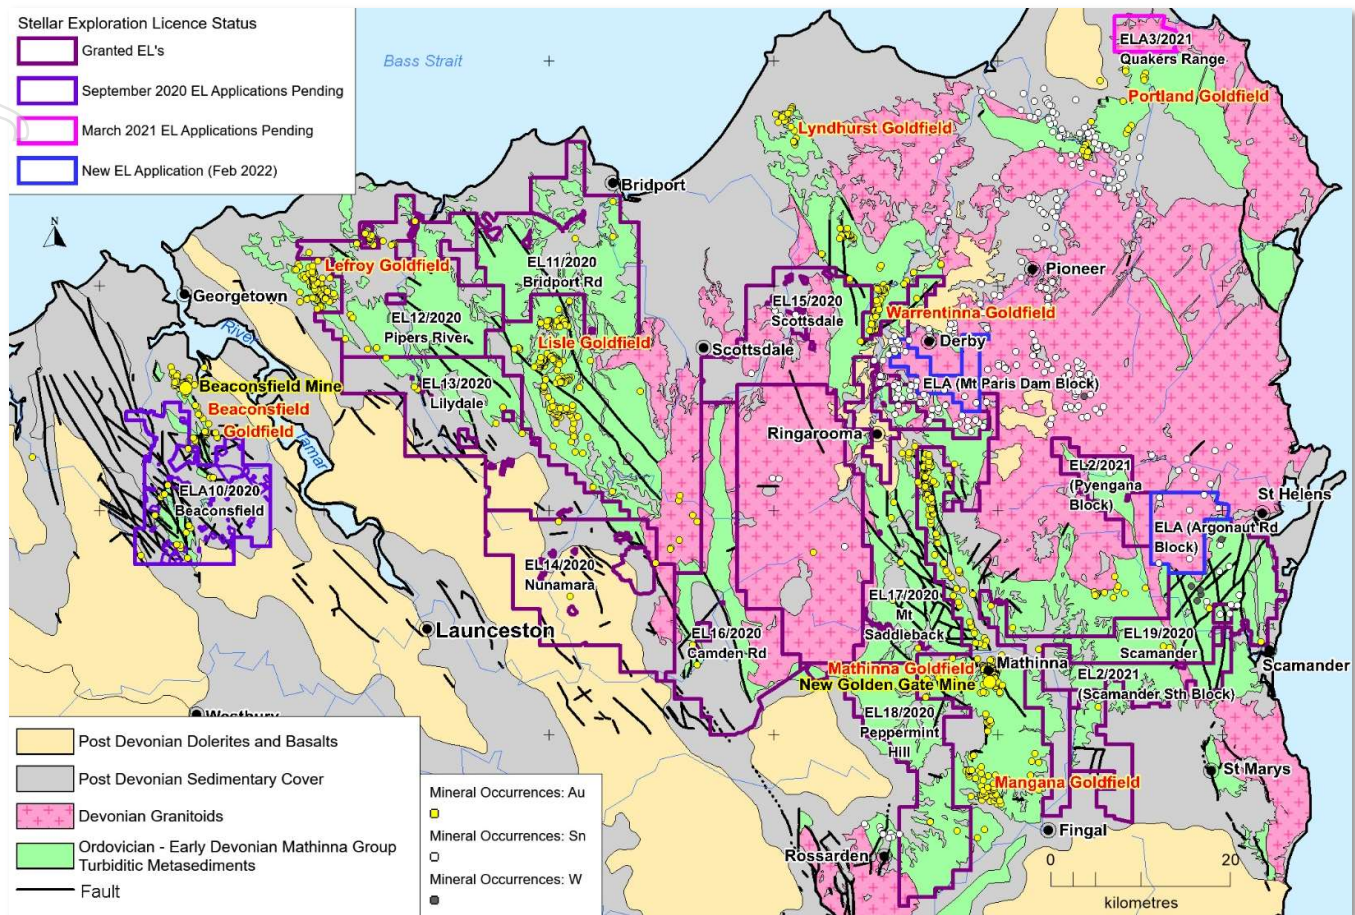 Stellar Exploration Licence Status
Granted EL's
September 2020 EL Applications Pending
March 2021 EL Applications Pending
New EL Application (Feb 2022)
Bass Strait
ELA3/2021
Quakers Range
Portland Goldfield
Lyndhurst Goldfield
Bridport
N
Lefroy Goldfield
EL11/2020
Bridport Rd
Pioneer
Georgetown
River
EL12/2020
Pipers River
EL15/2020
Scottsdale
Warrentinna Goldfield
Lisle Goldfield
Scottsdale
Derby
Beaconsfield Mine
Beaconsfield
Goldfield
EL13/2020
Lilydale
ELA (Mt Paris Dam Block)
Tamar
Ringarooma
ELA10/2020
Beaconsfield
EL2/2021
(Pyengana
Block)
St Helens
ELA (Argonaut Rd
Block)
EL14/2020
Nunamara
EL17/2020
Mt
Saddleback
Launceston
EL16/2020
Camden Rd
EL19/2020
Scamander
Mathinna Goldfield
Mathinna
New Golden Gate Mine
Scamander
EL2/2021
(Scamander Sth Block)
EL18/2020
Peppermint
Hill
Westbury
St Marys
Mangana Goldfield
Fingal
Rossarden
Post Devonian Dolerites and Basalts
Post Devonian Sedimentary Cover
Devonian Granitoids
Ordovician - Early Devonian Mathinna Group
Turbiditic Metasediments
Fault
Mineral Occurrences: Au
Mineral Occurrences: Sn
Mineral Occurrences: W
0 20
kilometres